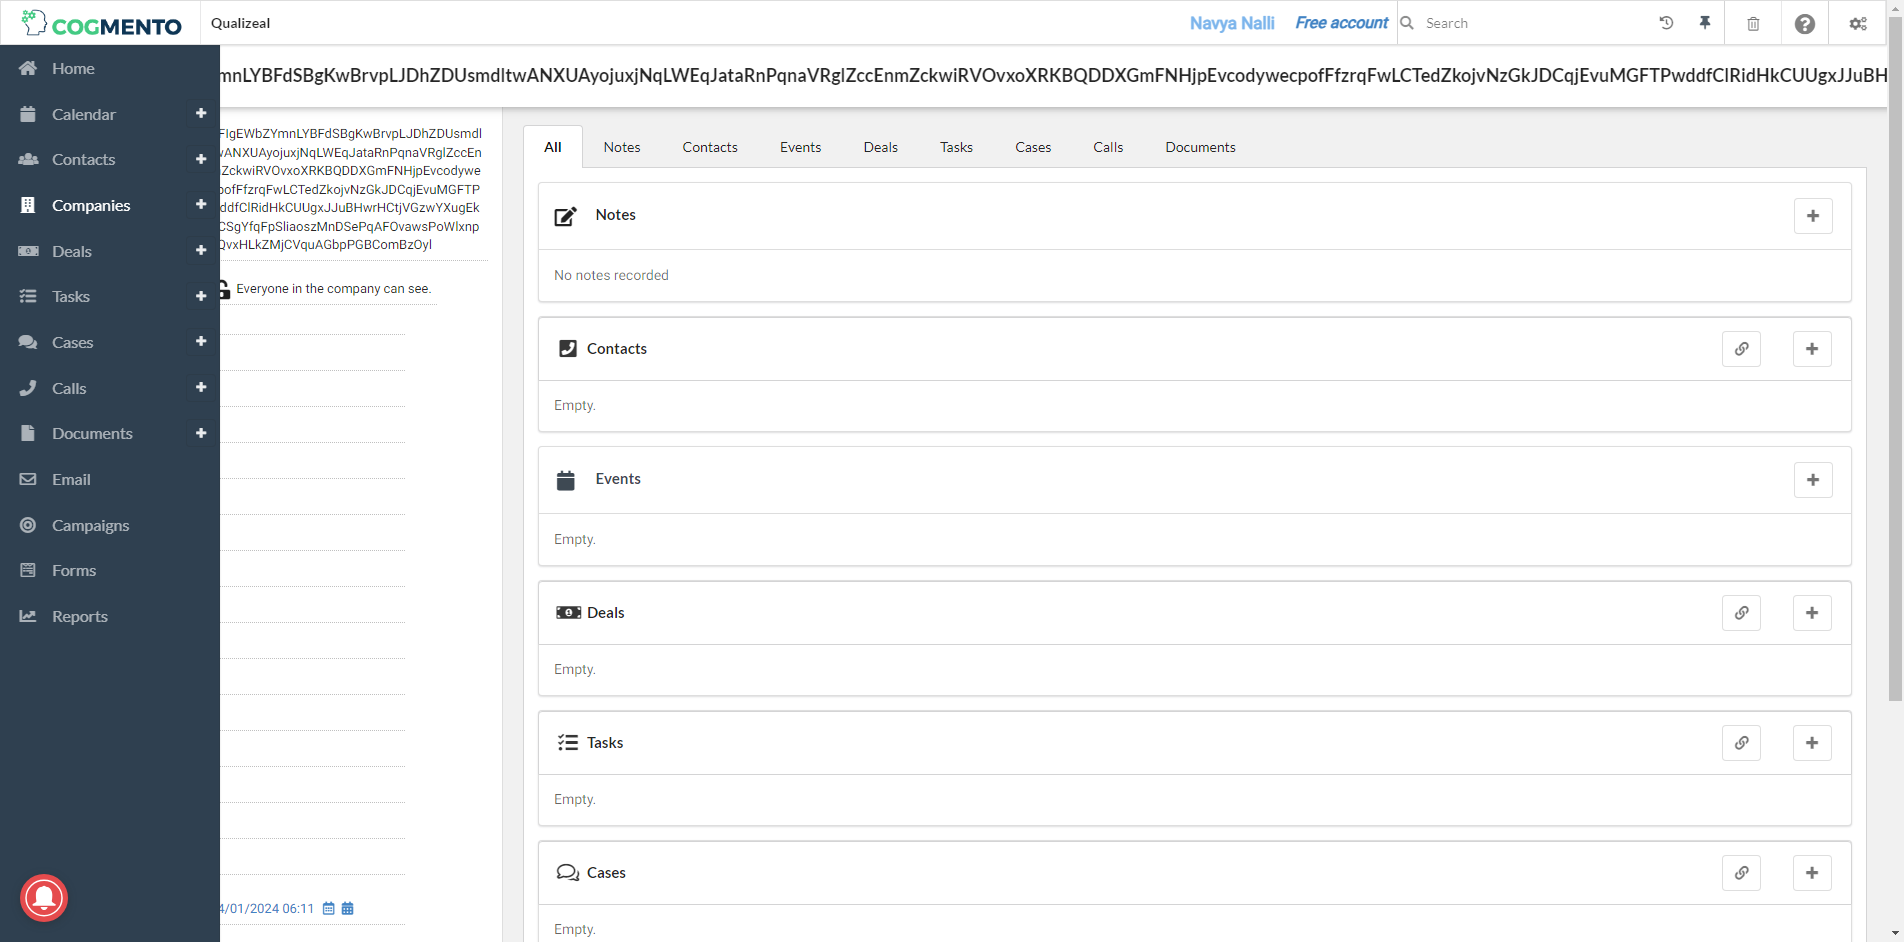 COGMENTO
Qualizeal
Navya Nalli
Free account
Search
Home
Calendar
Contacts
Companies
Deals
Tasks
Cases
Calls
Documents
Email
Campaigns
Forms
Reports
mnLYBFdSBgKwBrvpLJDhZDUsmdltwANXUAyojuxjNqLWEqJataRnPqnaVRglZccEnmZckwiRVOvxoXRKBQDDXGmFNHjpEvcodywecpofFfzrqFwLCTedZkojvNzGkJDCqjEvuMGFTPwddfClRidHkCUUgxJJuBH
FIgEWbZYmnLYBFdSBgKwBrvpLJDhZDUsmdl
wANXUAyojuxjNqLWEqJataRnPqnaVRglZccEn
ZckwiRVOvxoXRKBQDDXGmFNHjpEvcodywe
pofFfzrqFwLCTedZkojvNzGkJDCqjEvuMGFTP
ddfClRidHkCUUgxJJuBHwrHCtjVGzwYXugEk
CSgYfqFpSliaoszMnDSePqAFOvawsPoWlxnp
QvxHLkZMjCVquAGbpPGBComBzOyl
Everyone in the company can see.
4/01/2024 06:11
All
Notes
Contacts
Events
Deals
Tasks
Cases
Calls
Documents
Notes
No notes recorded
Contacts
Empty.
Events
Empty.
Deals
Empty.
Tasks
Empty.
Cases
Empty.